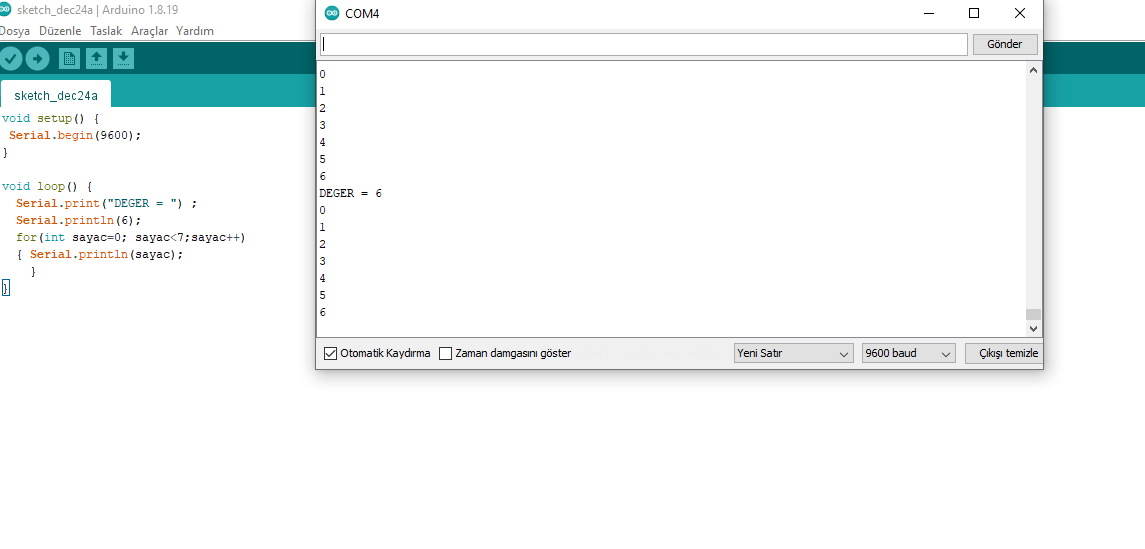 sketch_dec24a | Arduino 1.8.19
Dosya Düzenle Taslak Araçlar Yardım
sketch_dec24a
void setup() {
Serial.begin(9600);
}
void loop() {
Serial.print("DEGER = ") ;
Serial.println(6);
for(int sayac=0; sayac<7;sayac++)
{ Serial.println(sayac);
}
}
COM4
Gönder
0
1
2
3
4
5
6
DEGER = 6
0
1
2
3
4
5
6
Otomatik Kaydırma Zaman damgasını göster Yeni Satır 9600 baud Çıkışı temizle